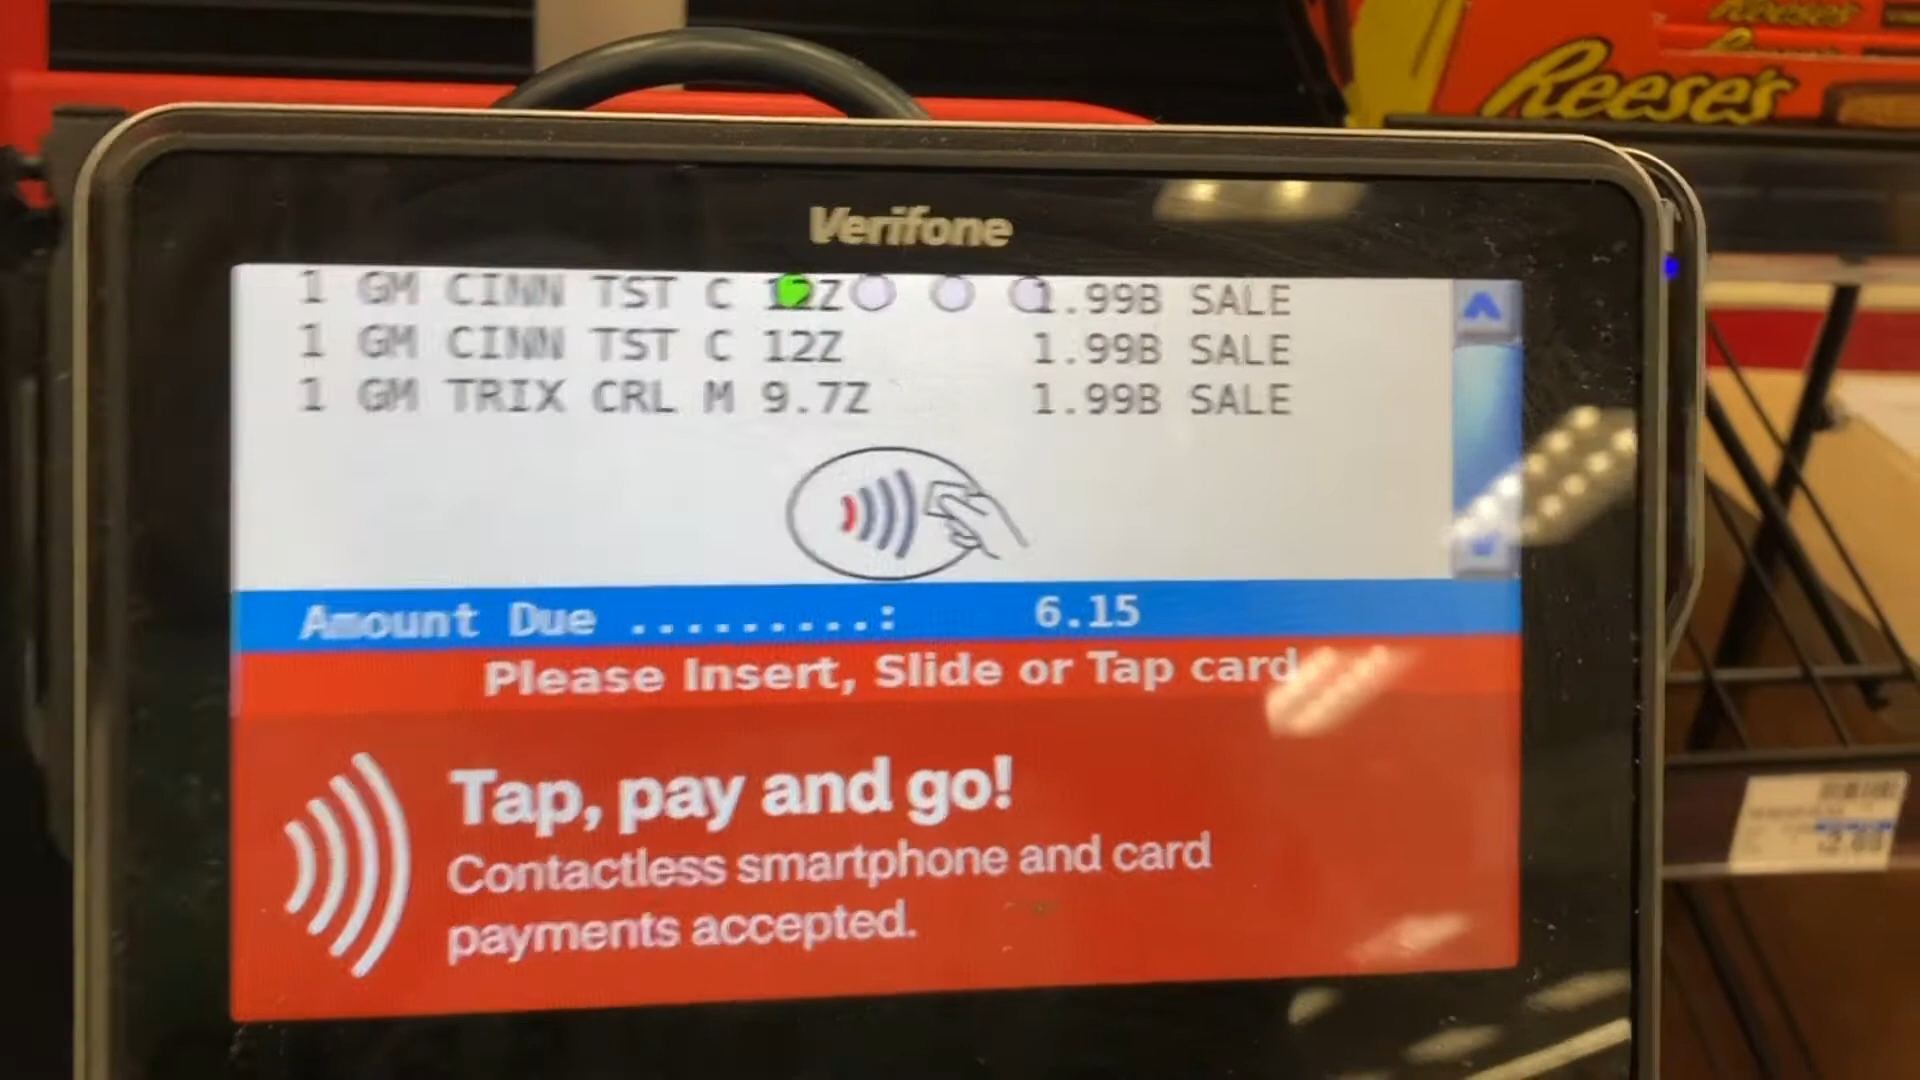 Reese's
Reese's
Verifone
1 GM CINN TST C 12Z 1.99B SALE
1 GM CINN TST C 12Z 1.99B SALE
1 GM TRIX CRL M 9.7Z 1.99B SALE
Amount Due .........: 6.15
Please Insert, Slide or Tap card
Tap, pay and go!
Contactless smartphone and card
payments accepted.